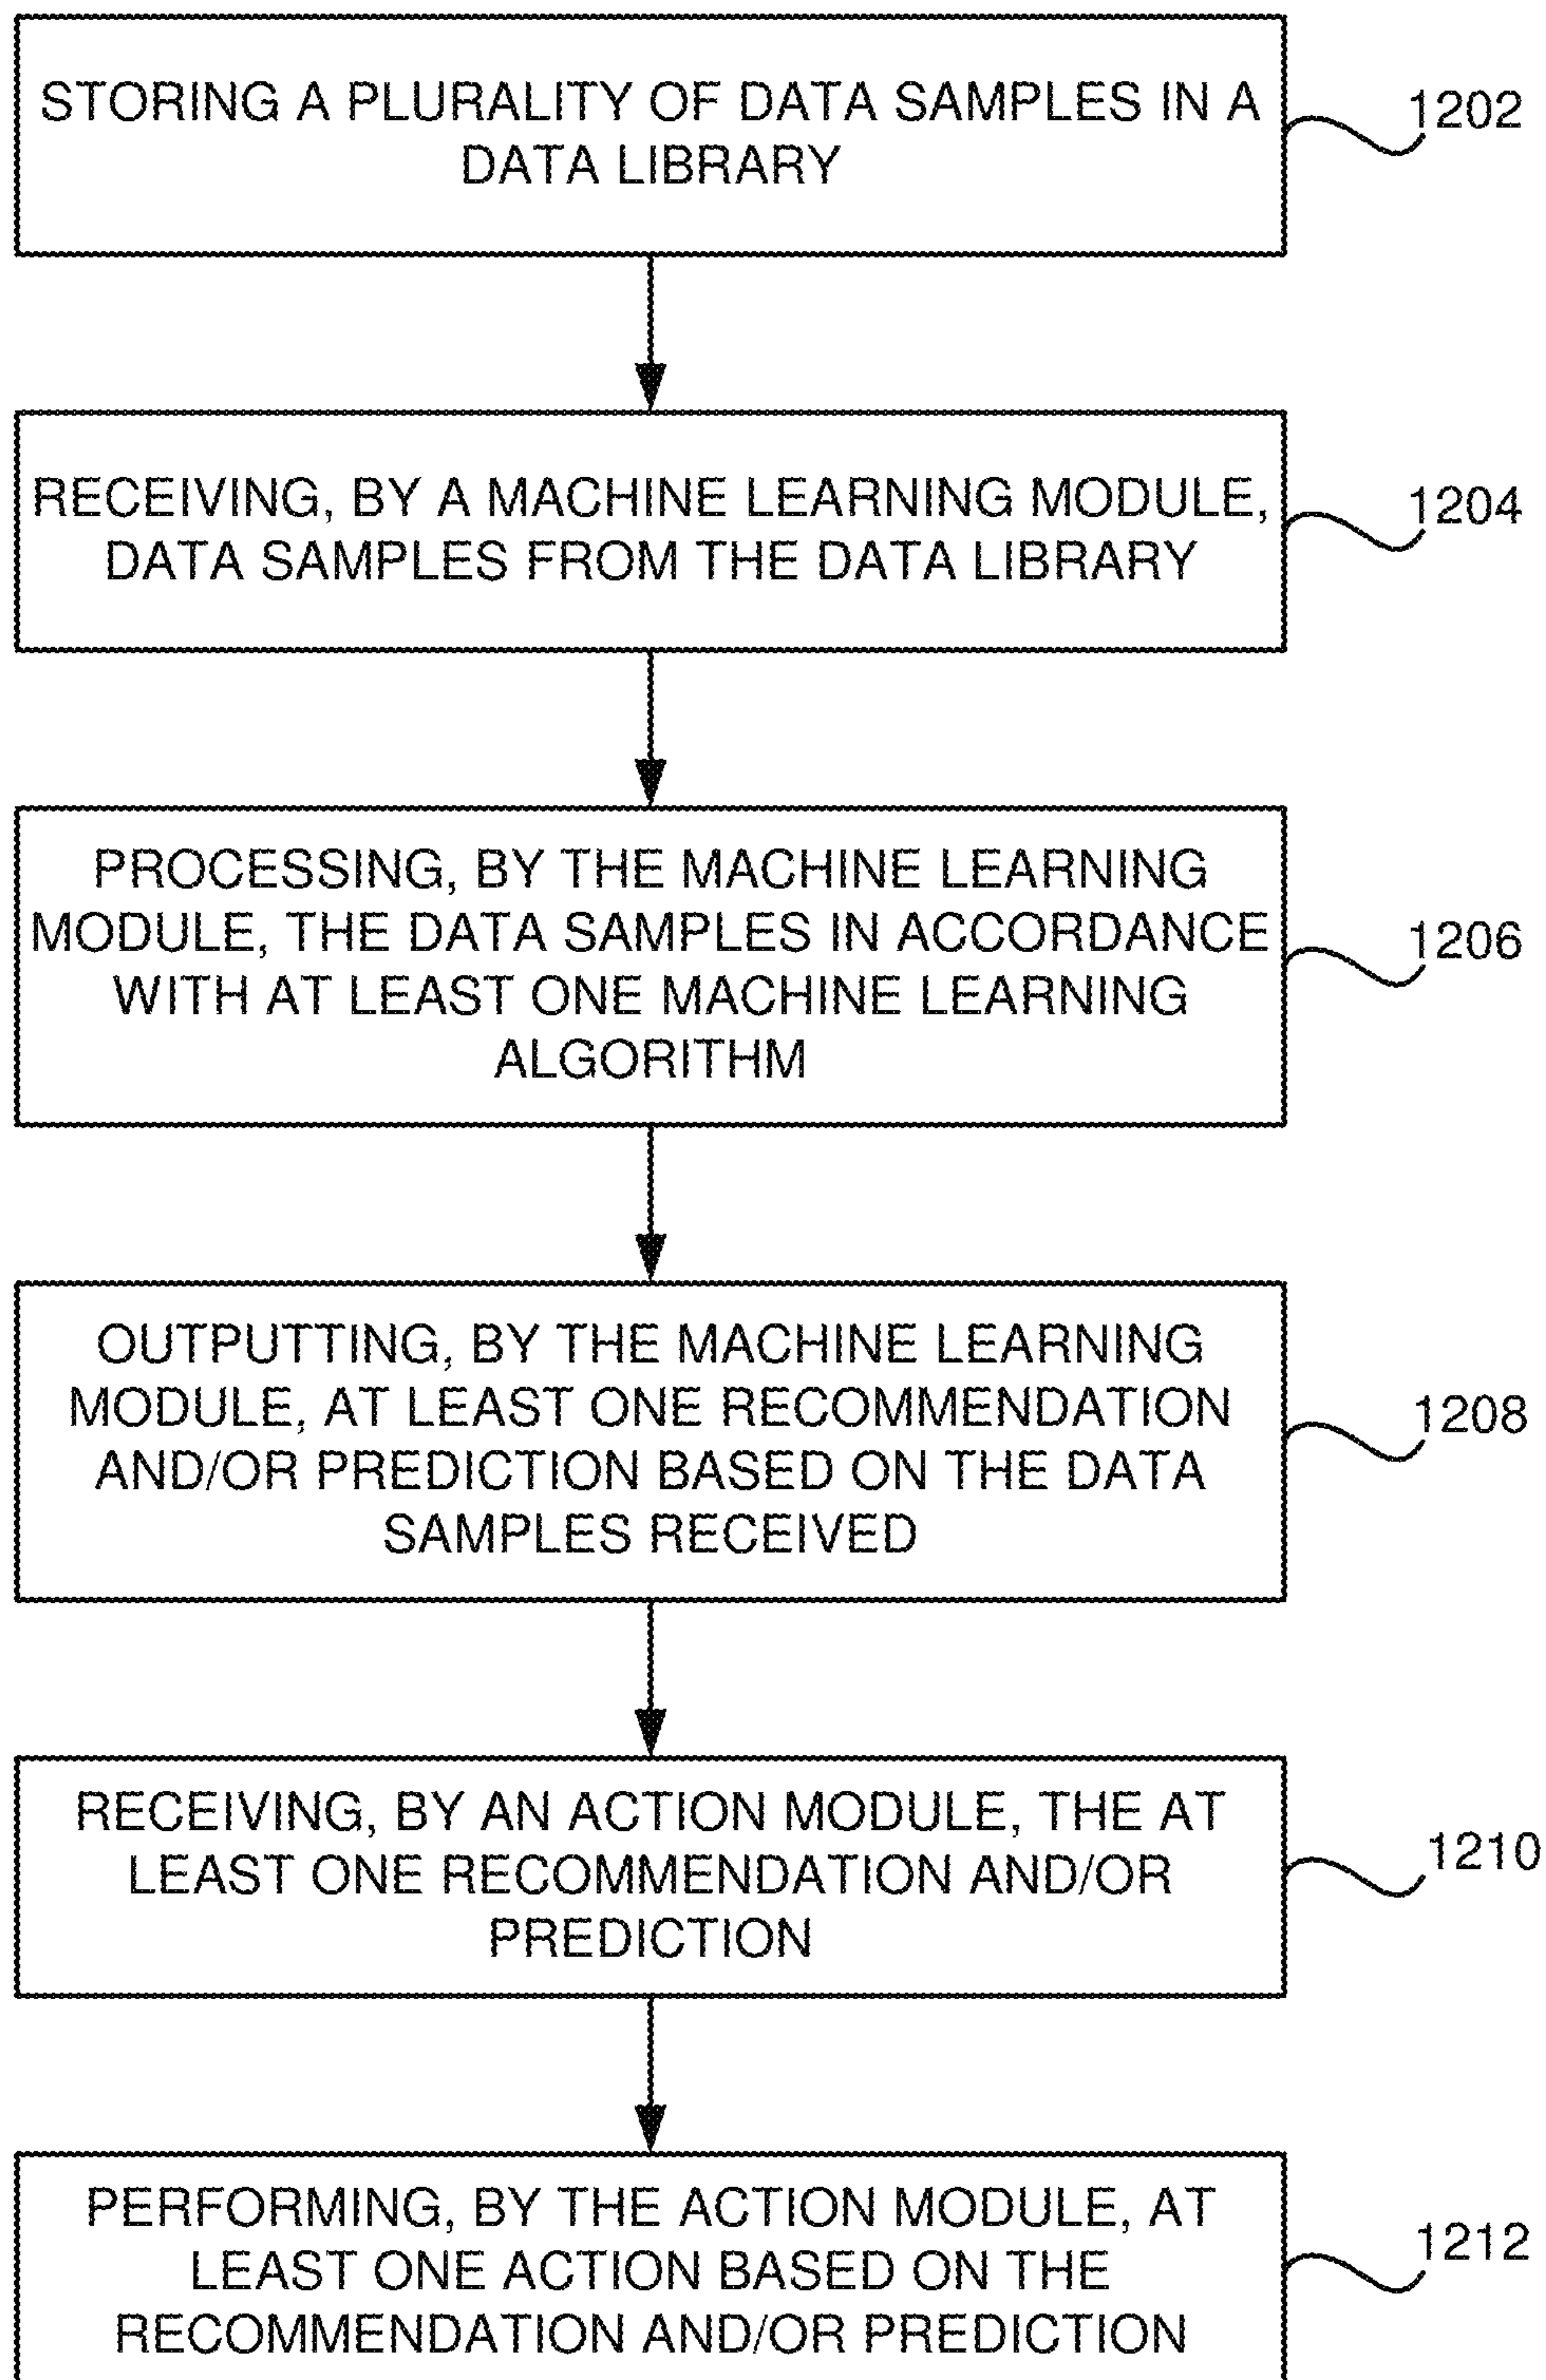 STORING A PLURALITY OF DATA SAMPLES IN A
DATA LIBRARY
1202
RECEIVING, BY A MACHINE LEARNING MODULE,
DATA SAMPLES FROM THE DATA LIBRARY
1204
PROCESSING, BY THE MACHINE LEARNING
MODULE, THE DATA SAMPLES IN ACCORDANCE
WITH AT LEAST ONE MACHINE LEARNING
ALGORITHM
1206
OUTPUTTING, BY THE MACHINE LEARNING
MODULE, AT LEAST ONE RECOMMENDATION
AND/OR PREDICTION BASED ON THE DATA
SAMPLES RECEIVED
1208
RECEIVING, BY AN ACTION MODULE, THE AT
LEAST ONE RECOMMENDATION AND/OR
PREDICTION
1210
PERFORMING, BY THE ACTION MODULE, AT
LEAST ONE ACTION BASED ON THE
RECOMMENDATION AND/OR PREDICTION
1212